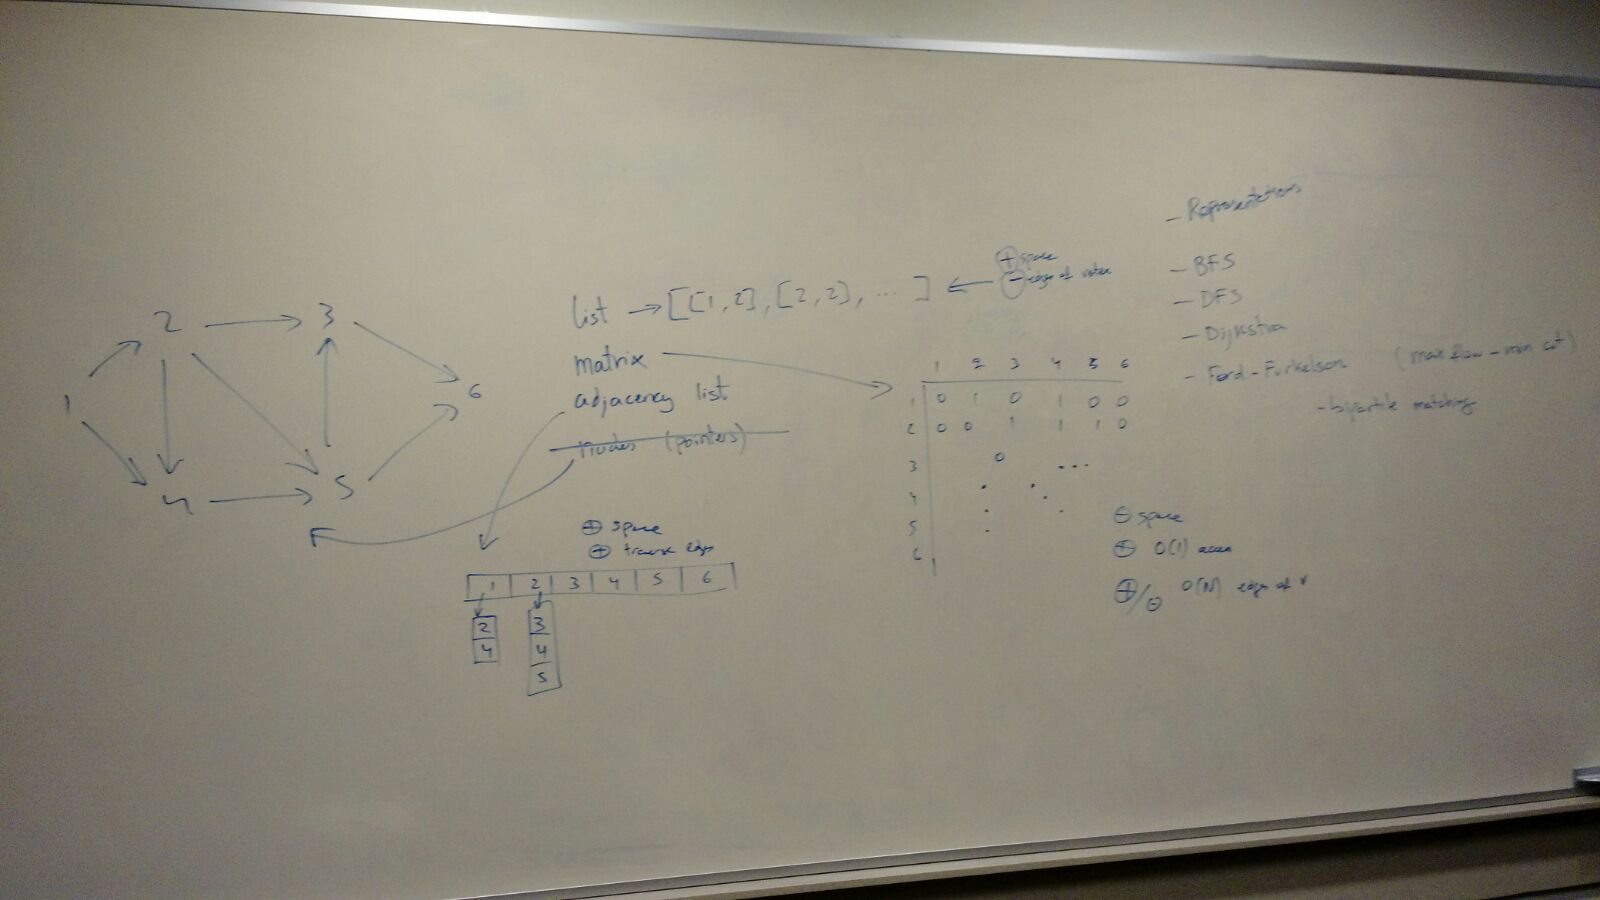 2 → 3
1
6
4 → 5
list → [[1,2],[2,2], ... ] ←
⊕ space
⊖ edges of vertex
matrix
adjacency list
nodes (pointers)
⊕ space
⊕ traverse edges
1 2 3 4 5 6
2 3
4 4
5
1 2 3 4 5 6
1 0 1 0 1 0 0
2 0 0 1 1 1 0
3 0 ...
4
5
6
⊖ space
⊕ O(1) access
⊕/⊖ O(N) edges of v
- Representations
- BFS
- DFS
- Dijkstra
- Ford-Furkelson (max flow - min cut)
- bipartile matching